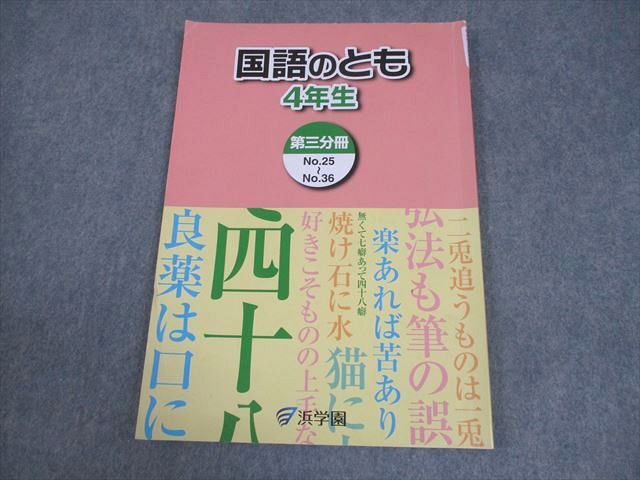 国語のとも
4年生
第三分冊
No.25
〜
No.36
二兎追うものは一兎
弘法も筆の誤
楽あれば苦あり
無くて七癖あって四十八癖
焼け石に水
猫に
好きこそものの上手な
四十八
良薬は口に
浜学園